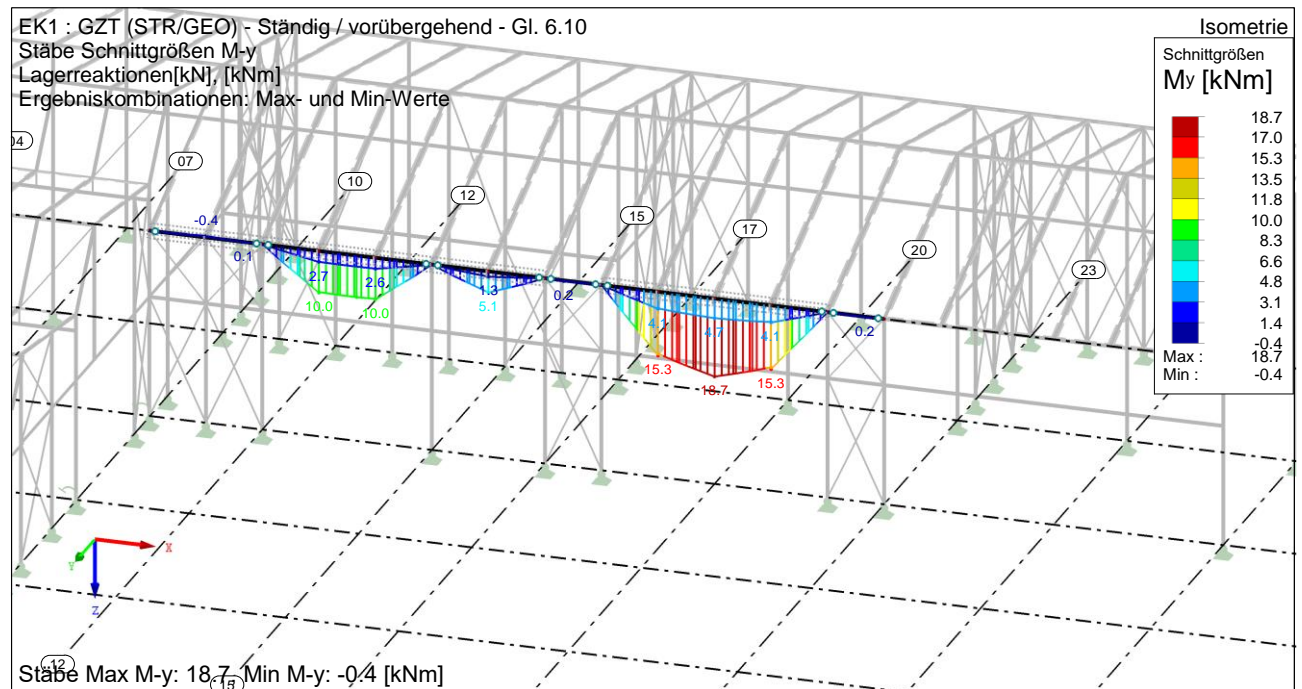 EK1 : GZT (STR/GEO) - Ständig / vorübergehend - Gl. 6.10
Isometrie
Stäbe Schnittgrößen M-y
Lagerreaktionen[kN], [kNm]
Ergebniskombinationen: Max- und Min-Werte
Schnittgrößen
My [kNm]
18.7
17.0
15.3
13.5
11.8
10.0
8.3
6.6
4.8
3.1
1.4
-0.4
Max : 18.7
Min : -0.4
04
07
10
12
15
17
20
23
-0.4
0.1
2.7
2.6
10.0
10.0
1.3
5.1
0.2
4.1
4.7
4.1
15.3
18.7
15.3
0.2
X
Y
Z
12
15
Stäbe Max M-y: 18.7, Min M-y: -0.4 [kNm]